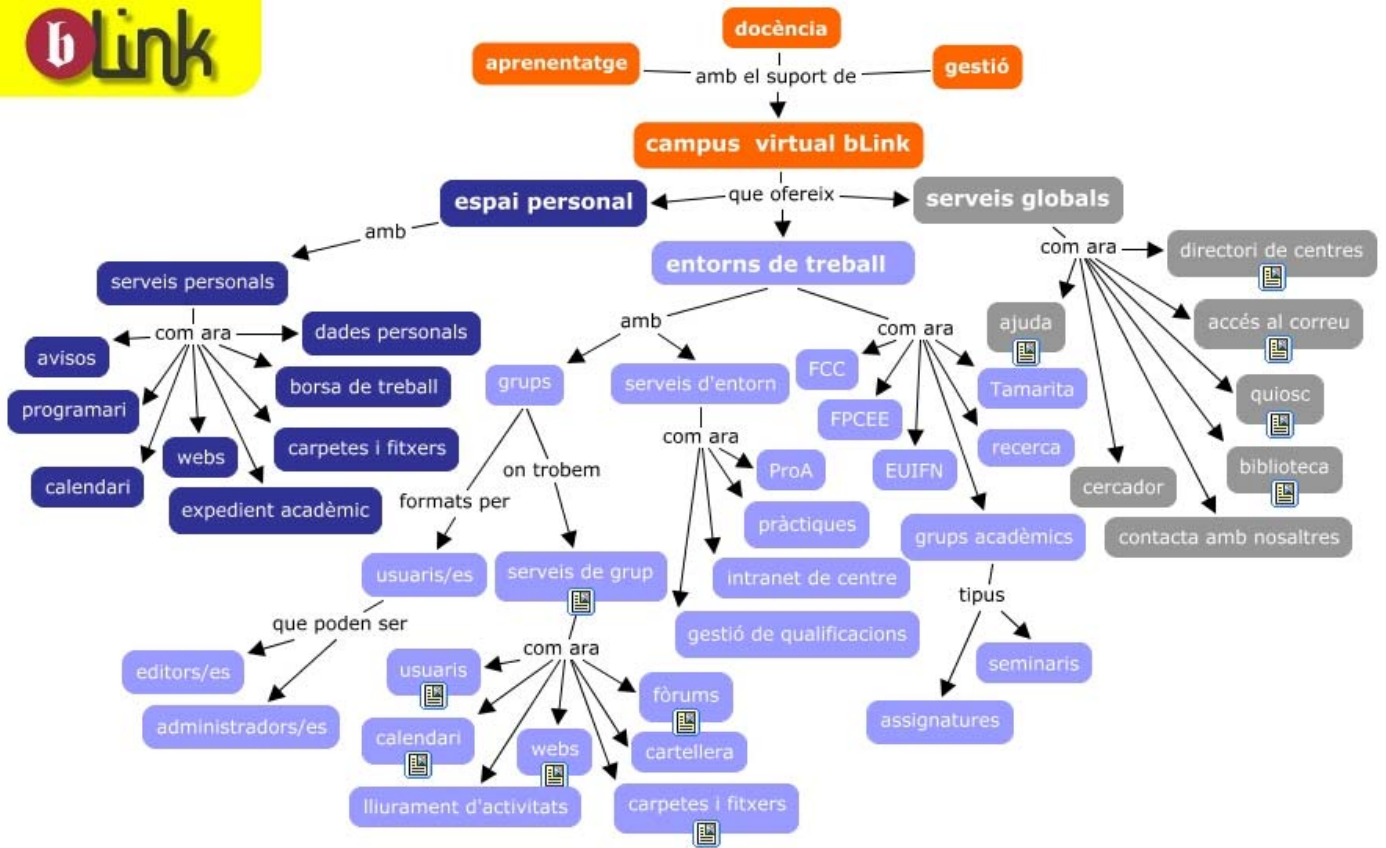 bLink
docència
aprenentatge
amb el suport de
gestió
campus virtual bLink
espai personal
que ofereix
serveis globals
amb
entorns de treball
com ara
directori de centres
serveis personals
com ara
dades personals
avisos
borsa de treball
programari
carpetes i fitxers
webs
calendari
expedient acadèmic
amb
grups
serveis d'entorn
com ara
FCC
Tamarita
FPCEE
recerca
EUIFN
grups acadèmics
ajuda
accés al correu
quiosc
biblioteca
cercador
contacta amb nosaltres
com ara
ProA
pràctiques
intranet de centre
gestió de qualificacions
on trobem
formats per
usuaris/es
serveis de grup
tipus
seminaris
assignatures
que poden ser
editors/es
administradors/es
com ara
usuaris
fòrums
calendari
webs
cartellera
lliurament d'activitats
carpetes i fitxers